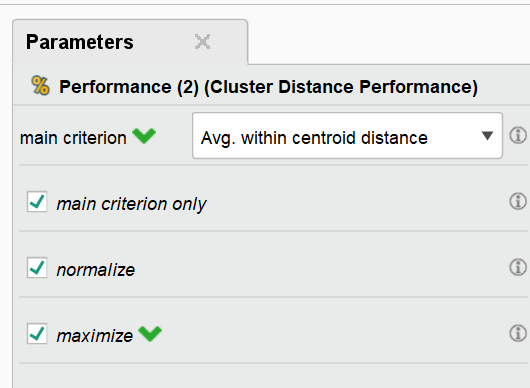 Parameters
Performance (2) (Cluster Distance Performance)
main criterion Avg. within centroid distance
main criterion only
normalize
maximize